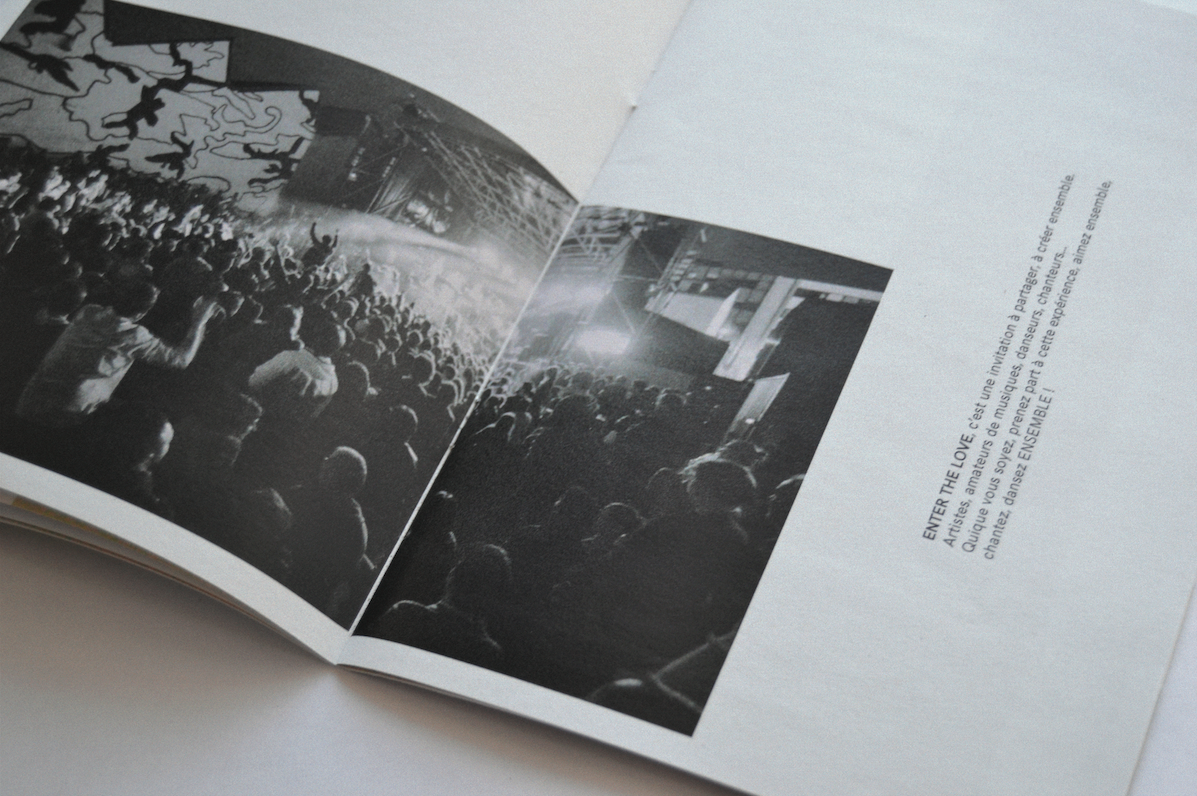 ENTER THE LOVE, c'est une invitation à partager, à créer ensemble.
Artistes, amateurs de musiques, danseurs, chanteurs...
Quique vous soyez, prenez part à cette expérience, aimez ensemble,
chantez, dansez ENSEMBLE !